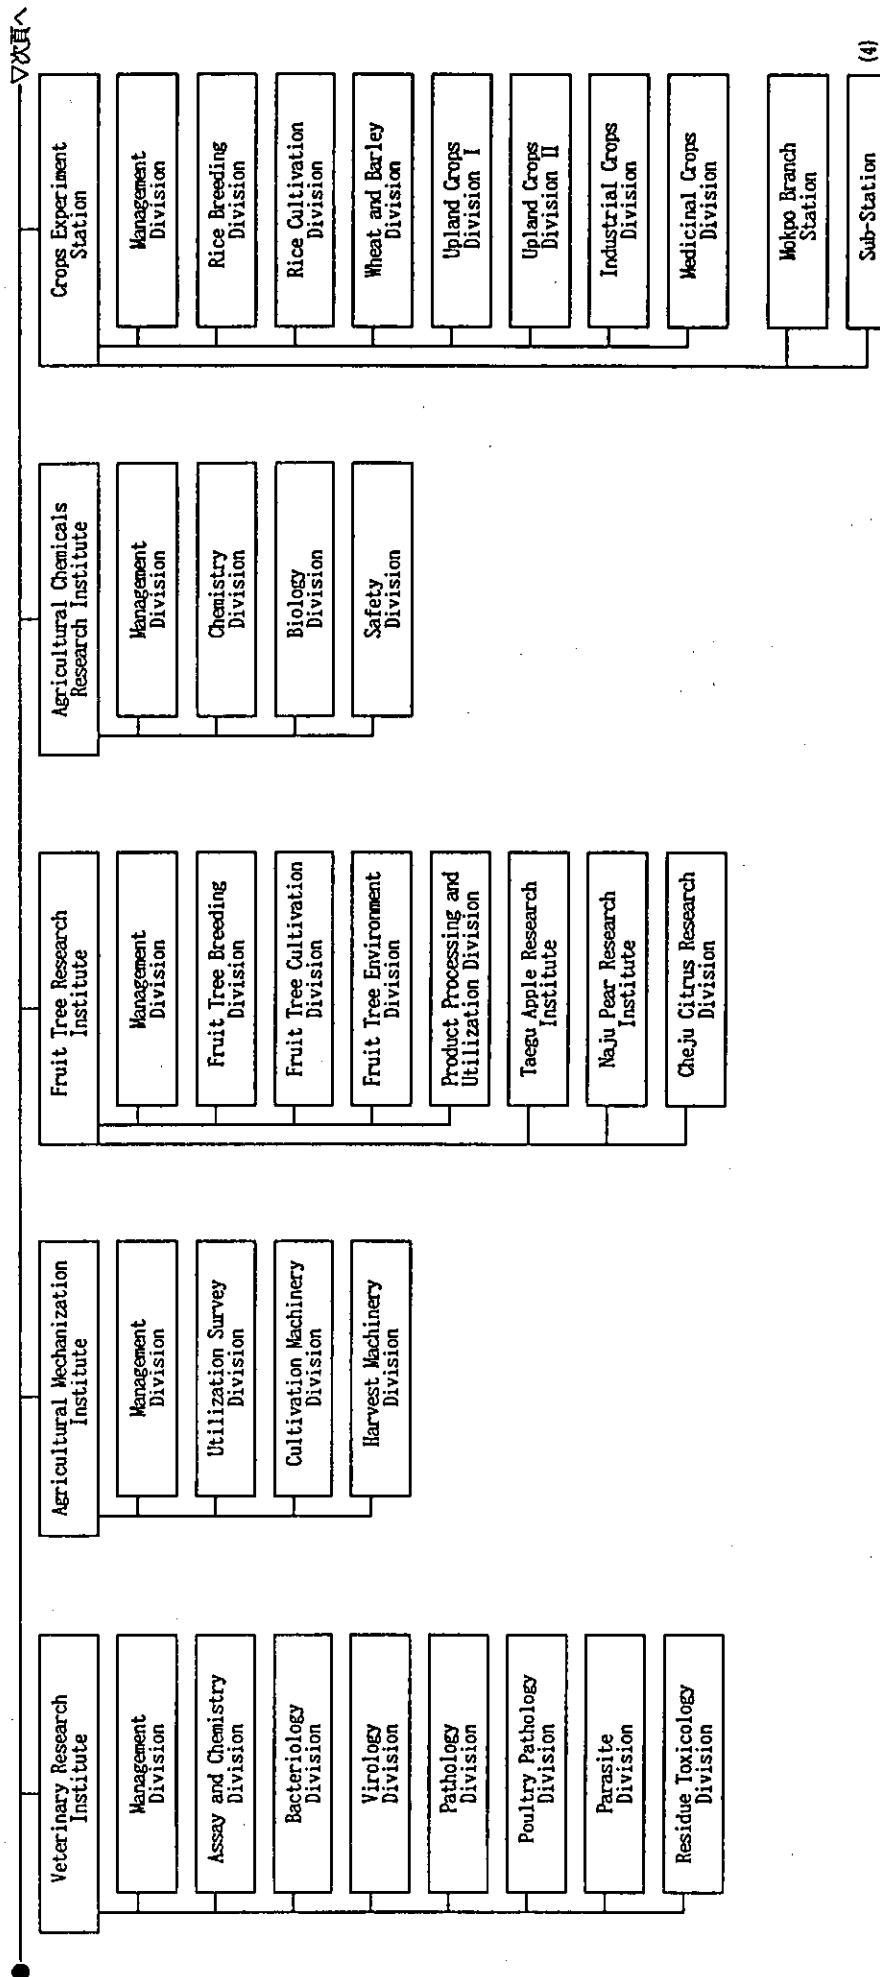 ▽次頁へ
Veterinary Research
Institute
Management
Division
Assay and Chemistry
Division
Bacteriology
Division
Virology
Division
Pathology
Division
Poultry Pathology
Division
Parasite
Division
Residue Toxicology
Division
Agricultural Mechanization
Institute
Management
Division
Utilization Survey
Division
Cultivation Machinery
Division
Harvest Machinery
Division
Fruit Tree Research
Institute
Management
Division
Fruit Tree Breeding
Division
Fruit Tree Cultivation
Division
Fruit Tree Environment
Division
Product Processing and
Utilization Division
Taegu Apple Research
Institute
Naju Pear Research
Institute
Cheju Citrus Research
Division
Agricultural Chemicals
Research Institute
Management
Division
Chemistry
Division
Biology
Division
Safety
Division
Crops Experiment
Station
Management
Division
Rice Breeding
Division
Rice Cultivation
Division
Wheat and Barley
Division
Upland Crops
Division I
Upland Crops
Division II
Industrial Crops
Division
Medicinal Crops
Division
Mokpo Branch
Station
Sub-Station
(4)